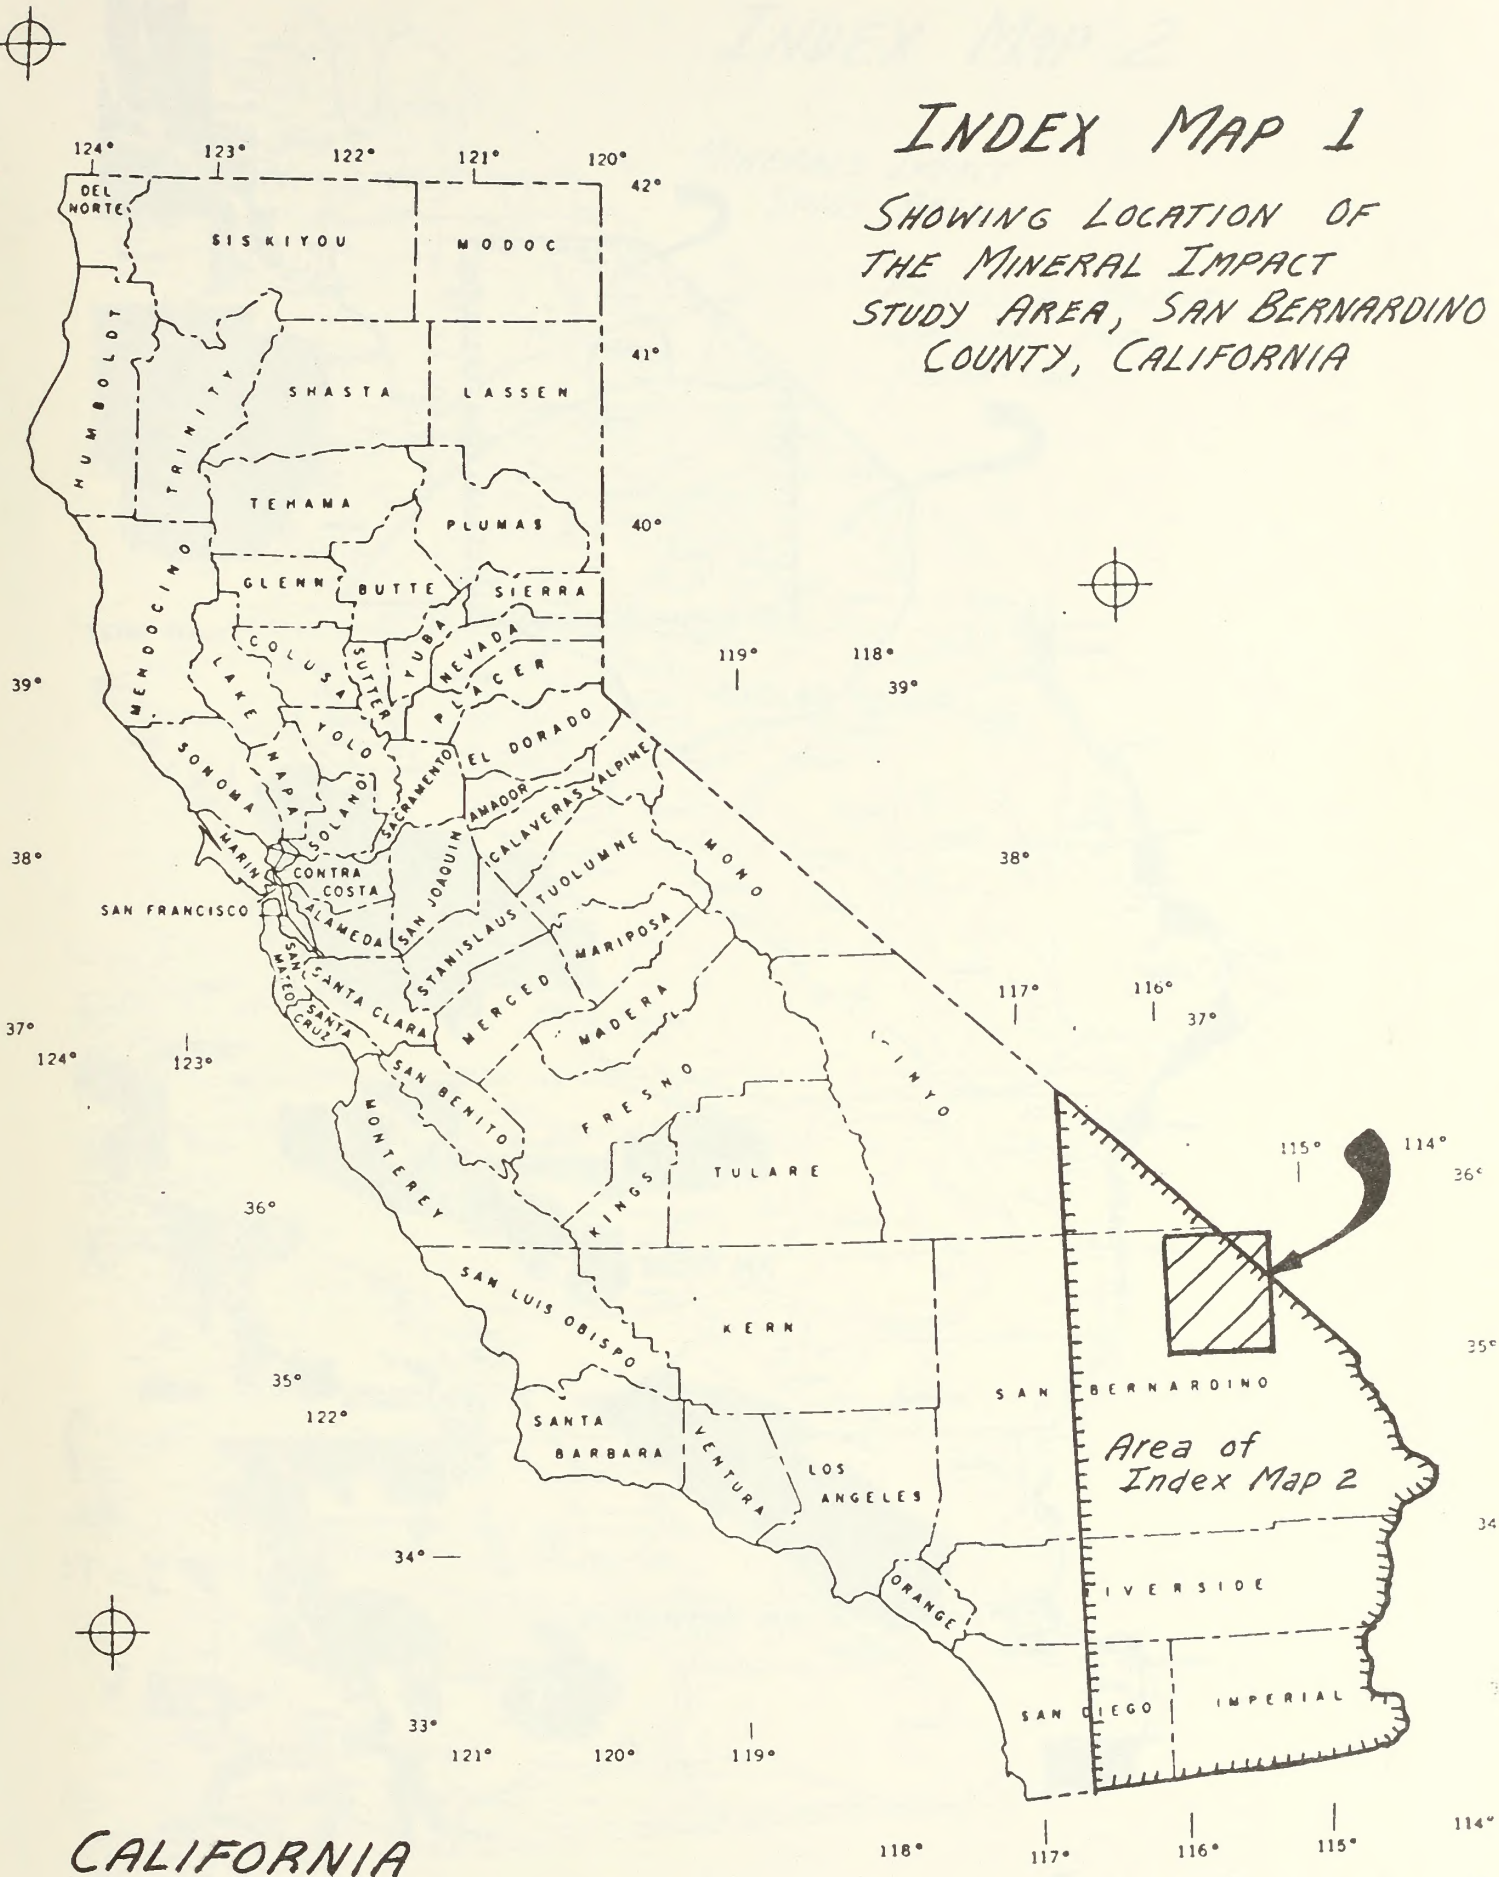 INDEX MAP 1
SHOWING LOCATION OF
THE MINERAL IMPACT
STUDY AREA, SAN BERNARDINO
COUNTY, CALIFORNIA
124° 123° 122° 121° 120°
42°
DEL
NORTE
SISKIYOU
MODOC
HUMBOLDT
TRINITY
SHASTA
LASSEN
41°
TEHAMA
PLUMAS
40°
MENDOCINO
GLENN
BUTTE
SIERRA
COLUSA
SUTTER
YUBA
NEVADA
PLACER
LAKE
119° 118°
39°
39°
SONOMA
NAPA
YOLO
SOLANO
SACRAMENTO
EL DORADO
AMADOR
ALPINE
CALAVERAS
TUOLUMNE
MONO
38°
38°
MARIN
CONTRA
COSTA
SAN FRANCISCO
ALAMEDA
SAN JOAQUIN
STANISLAUS
MARIPOSA
SAN
MATEO
SANTA CLARA
SANTA
CRUZ
MERCED
MADERA
117° 116°
37°
37°
124° 123°
SAN BENITO
FRESNO
INYO
MONTEREY
KINGS
TULARE
115° 114°
36°
36°
SAN LUIS OBISPO
KERN
35°
35°
122°
SAN BERNARDINO
Area of
Index Map 2
SANTA
BARBARA
VENTURA
LOS
ANGELES
34°
34
ORANGE
IVERSIDE
SAN DIEGO
IMPERIAL
33°
121° 120° 119°
118° 117° 116° 115° 114°
CALIFORNIA